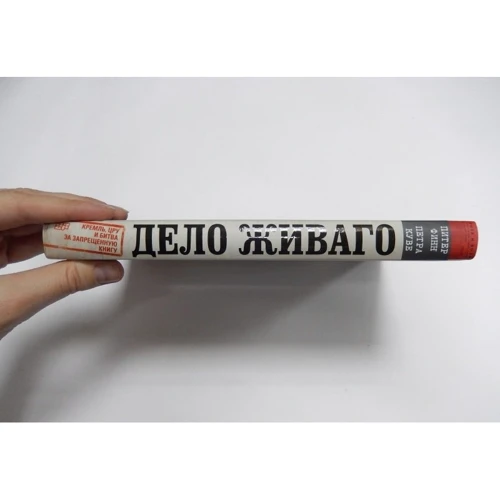 КРЕМЛЬ, ЦРУ
И БИТВА
ЗА ЗАПРЕЩЕННУЮ
КНИГУ
ДЕЛО ЖИВАГО
ПИТЕР
ФИНН
ПЕТРА
КУВЕ